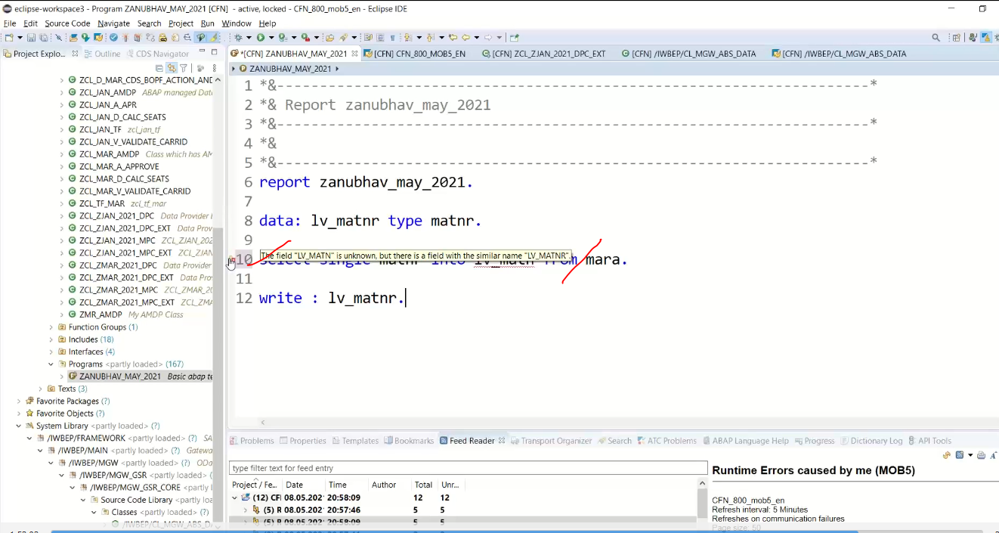 eclipse-workspace3 - Program ZANUBHAV_MAY_2021 [CFN] - active, locked - CFN_800_mob5_en - Eclipse IDE
File Edit Source Code Navigate Search Project Run Window Help
Project Explo... Outline CDS Navigator
*[CFN] ZANUBHAV_MAY_2021 [CFN] CFN_800_MOB5_EN [CFN] ZCL_ZJAN_2021_DPC_EXT [CFN] /IWBEP/CL_MGW_ABS_DATA [CFN] /IWBEP/CL_MGW_ABS_DATA
ZANUBHAV_MAY_2021
ZCL_D_MAR_CDS_BOPF_ACTION_AND
ZCL_JAN_AMDP ABAP managed Data
ZCL_JAN_A_APR
ZCL_JAN_D_CALC_SEATS
ZCL_JAN_TF zcl_jan_tf
ZCL_JAN_V_VALIDATE_CARRID
ZCL_MAR_AMDP Class which has AM
ZCL_MAR_A_APPROVE
ZCL_MAR_D_CALC_SEATS
ZCL_MAR_V_VALIDATE_CARRID
ZCL_TF_MAR zcl_tf_mar
ZCL_ZJAN_2021_DPC Data Provider
ZCL_ZJAN_2021_DPC_EXT Data Prov
ZCL_ZJAN_2021_MPC ZCL_ZJAN_202
ZCL_ZJAN_2021_MPC_EXT ZCL_ZJAN
ZCL_ZMAR_2021_DPC Data Provider
ZCL_ZMAR_2021_DPC_EXT Data Pro
ZCL_ZMAR_2021_MPC ZCL_ZMAR_20
ZCL_ZMAR_2021_MPC_EXT ZCL_ZMA
ZMR_AMDP My AMDP Class
Function Groups (1)
Includes (18)
Interfaces (4)
Programs <partly loaded> (167)
ZANUBHAV_MAY_2021 Basic abap te
Texts (3)
Favorite Packages (?)
Favorite Objects (?)
System Library <partly loaded> (?)
/IWBEP/FRAMEWORK <partly loaded> (?) SA
/IWBEP/MAIN <partly loaded> (?) Gatewa
/IWBEP/MGW <partly loaded> (?) ODa
/IWBEP/MGW_GSR <partly loaded> (
/IWBEP/MGW_GSR_CORE <partly l
Source Code Library <partly loa
Classes <partly loaded> (?)
/IWBEP/CL_MGW_ABS_DA
1 *&---------------------------------------------------------------------*
2 *& Report zanubhav_may_2021
3 *&---------------------------------------------------------------------*
4 *&
5 *&---------------------------------------------------------------------*
6 report zanubhav_may_2021.
7
8 data: lv_matnr type matnr.
9
The field "LV_MATN" is unknown, but there is a field with the similar name "LV_MATNR".
10 select single matnr into lv_matn from mara.
11
12 write : lv_matnr.
Problems Properties Templates Bookmarks Feed Reader Transport Organizer Search ATC Problems ABAP Language Help Progress Dictionary Log API Tools
type filter text for feed entry
Project / Fe... Date Time Author Total Unr...
(12) CFI 08.05.202 20:58:09 12 12
(5) R 08.05.202 20:57:46 5 5
(5) R 08.05.202 20:58:09 5 5
Runtime Errors caused by me (MOB5)
CFN_800_mob5_en
Refresh interval: 5 Minutes
Refreshes on communication failures
Page size: 50